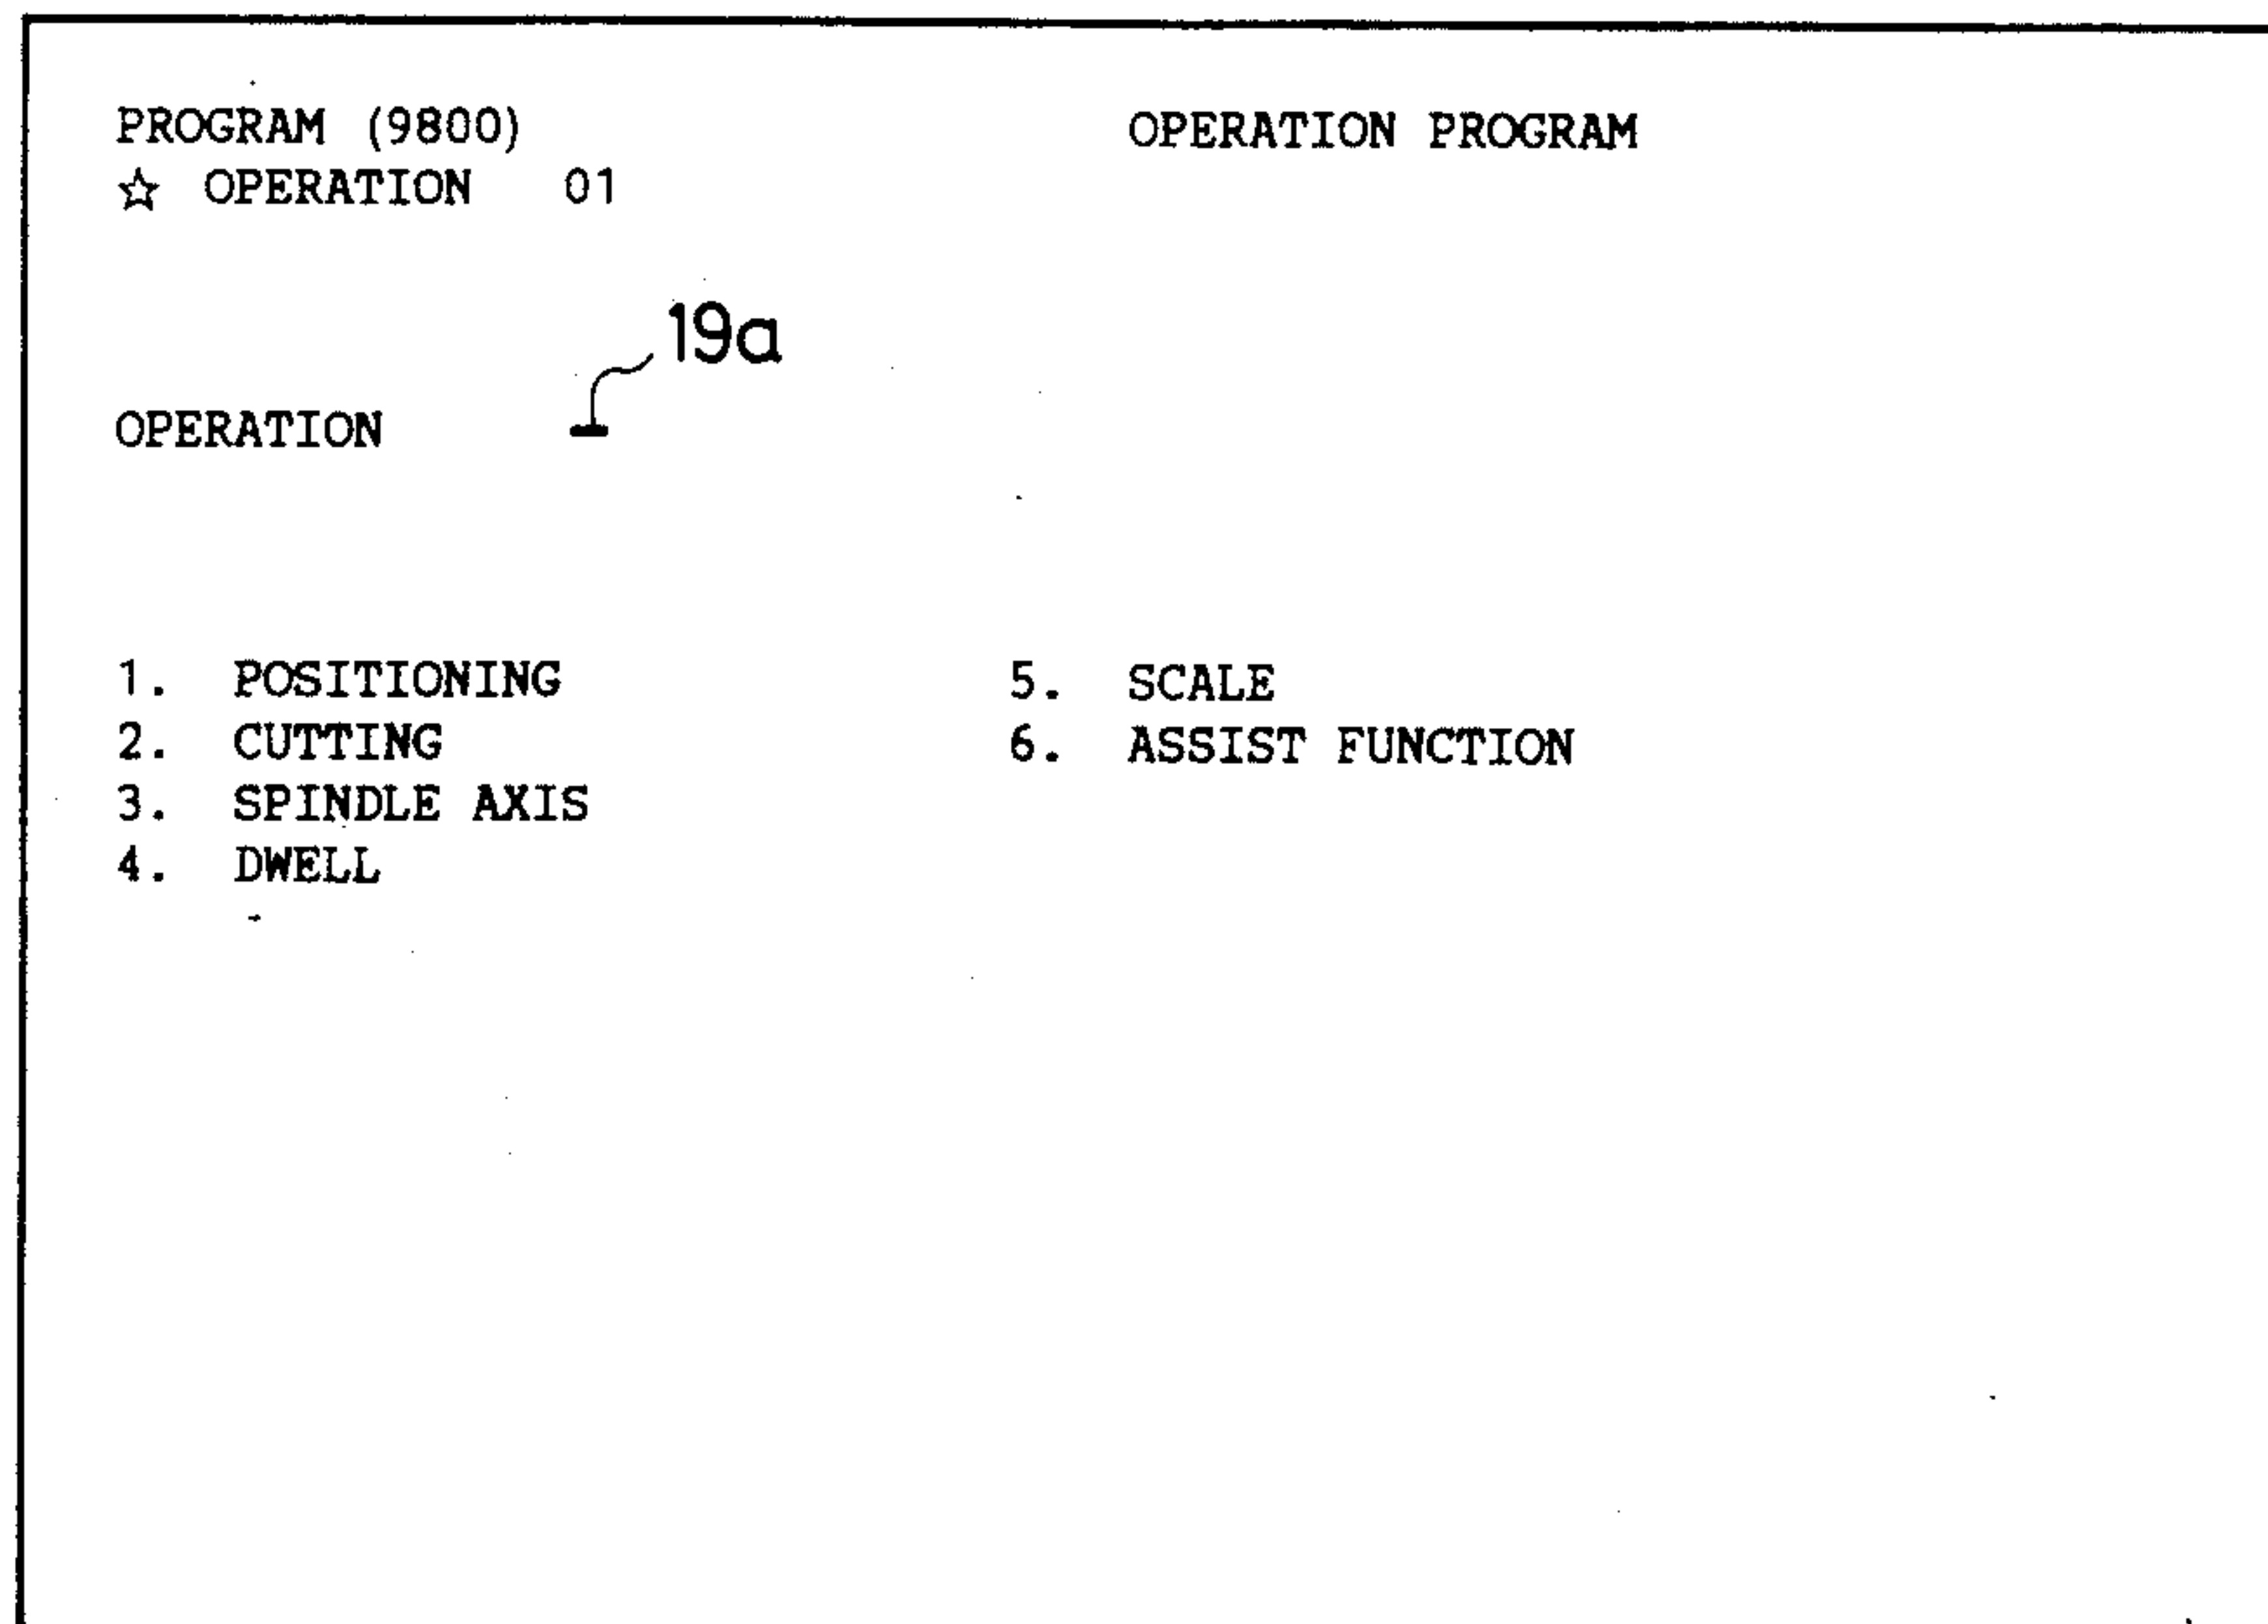 PROGRAM (9800) OPERATION PROGRAM
☆ OPERATION 01
19a
OPERATION
1. POSITIONING 5. SCALE
2. CUTTING 6. ASSIST FUNCTION
3. SPINDLE AXIS
4. DWELL